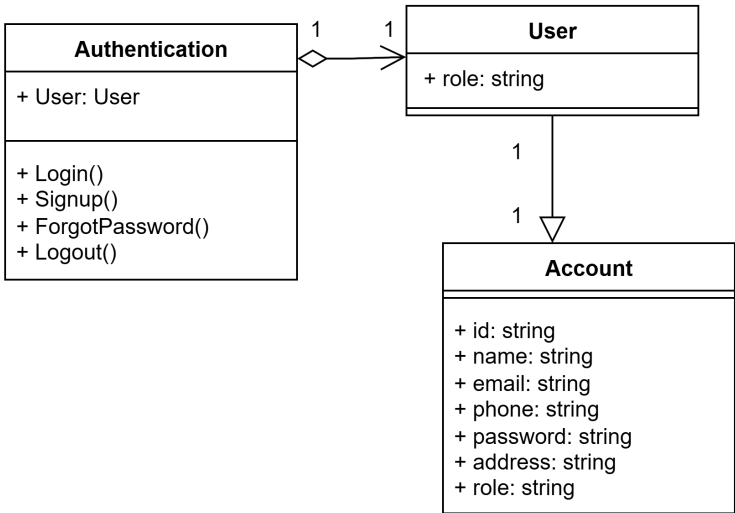 Authentication
+ User: User
+ Login()
+ Signup()
+ ForgotPassword()
+ Logout()
1
1
User
+ role: string
1
1
Account
+ id: string
+ name: string
+ email: string
+ phone: string
+ password: string
+ address: string
+ role: string